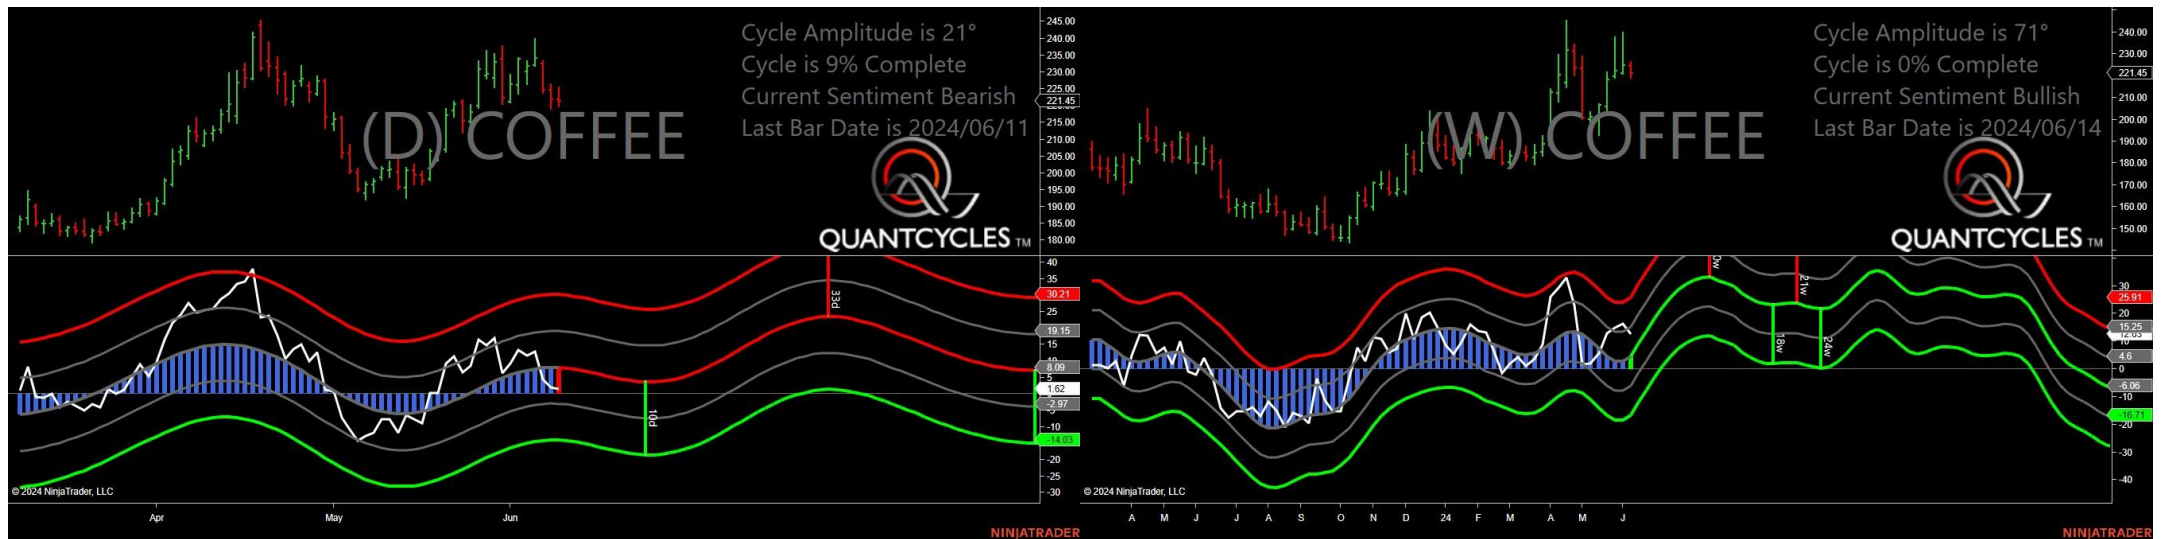 Cycle Amplitude is 21°
Cycle is 9% Complete
Current Sentiment Bearish
Last Bar Date is 2024/06/11
(D) COFFEE
QUANTCYCLES TM
245.00
240.00
235.00
230.00
225.00
221.45
215.00
210.00
205.00
200.00
195.00
190.00
185.00
180.00
40
35
30.21
25
19.15
15
8.09
5
1.62
-2.97
-10
-14.03
-20
-25
-30
33d
10d
© 2024 NinjaTrader, LLC
Apr
May
Jun
NINJATRADER
Cycle Amplitude is 71°
Cycle is 0% Complete
Current Sentiment Bullish
Last Bar Date is 2024/06/14
(W) COFFEE
QUANTCYCLES TM
240.00
230.00
221.45
210.00
200.00
190.00
180.00
170.00
160.00
150.00
30
25.91
20
15.25
4.6
0
-6.06
-10
-16.71
-20
-30
-40
21w
18w
24w
© 2024 NinjaTrader, LLC
A
M
J
J
A
S
O
N
D
24
F
M
A
M
J
NINJATRADER